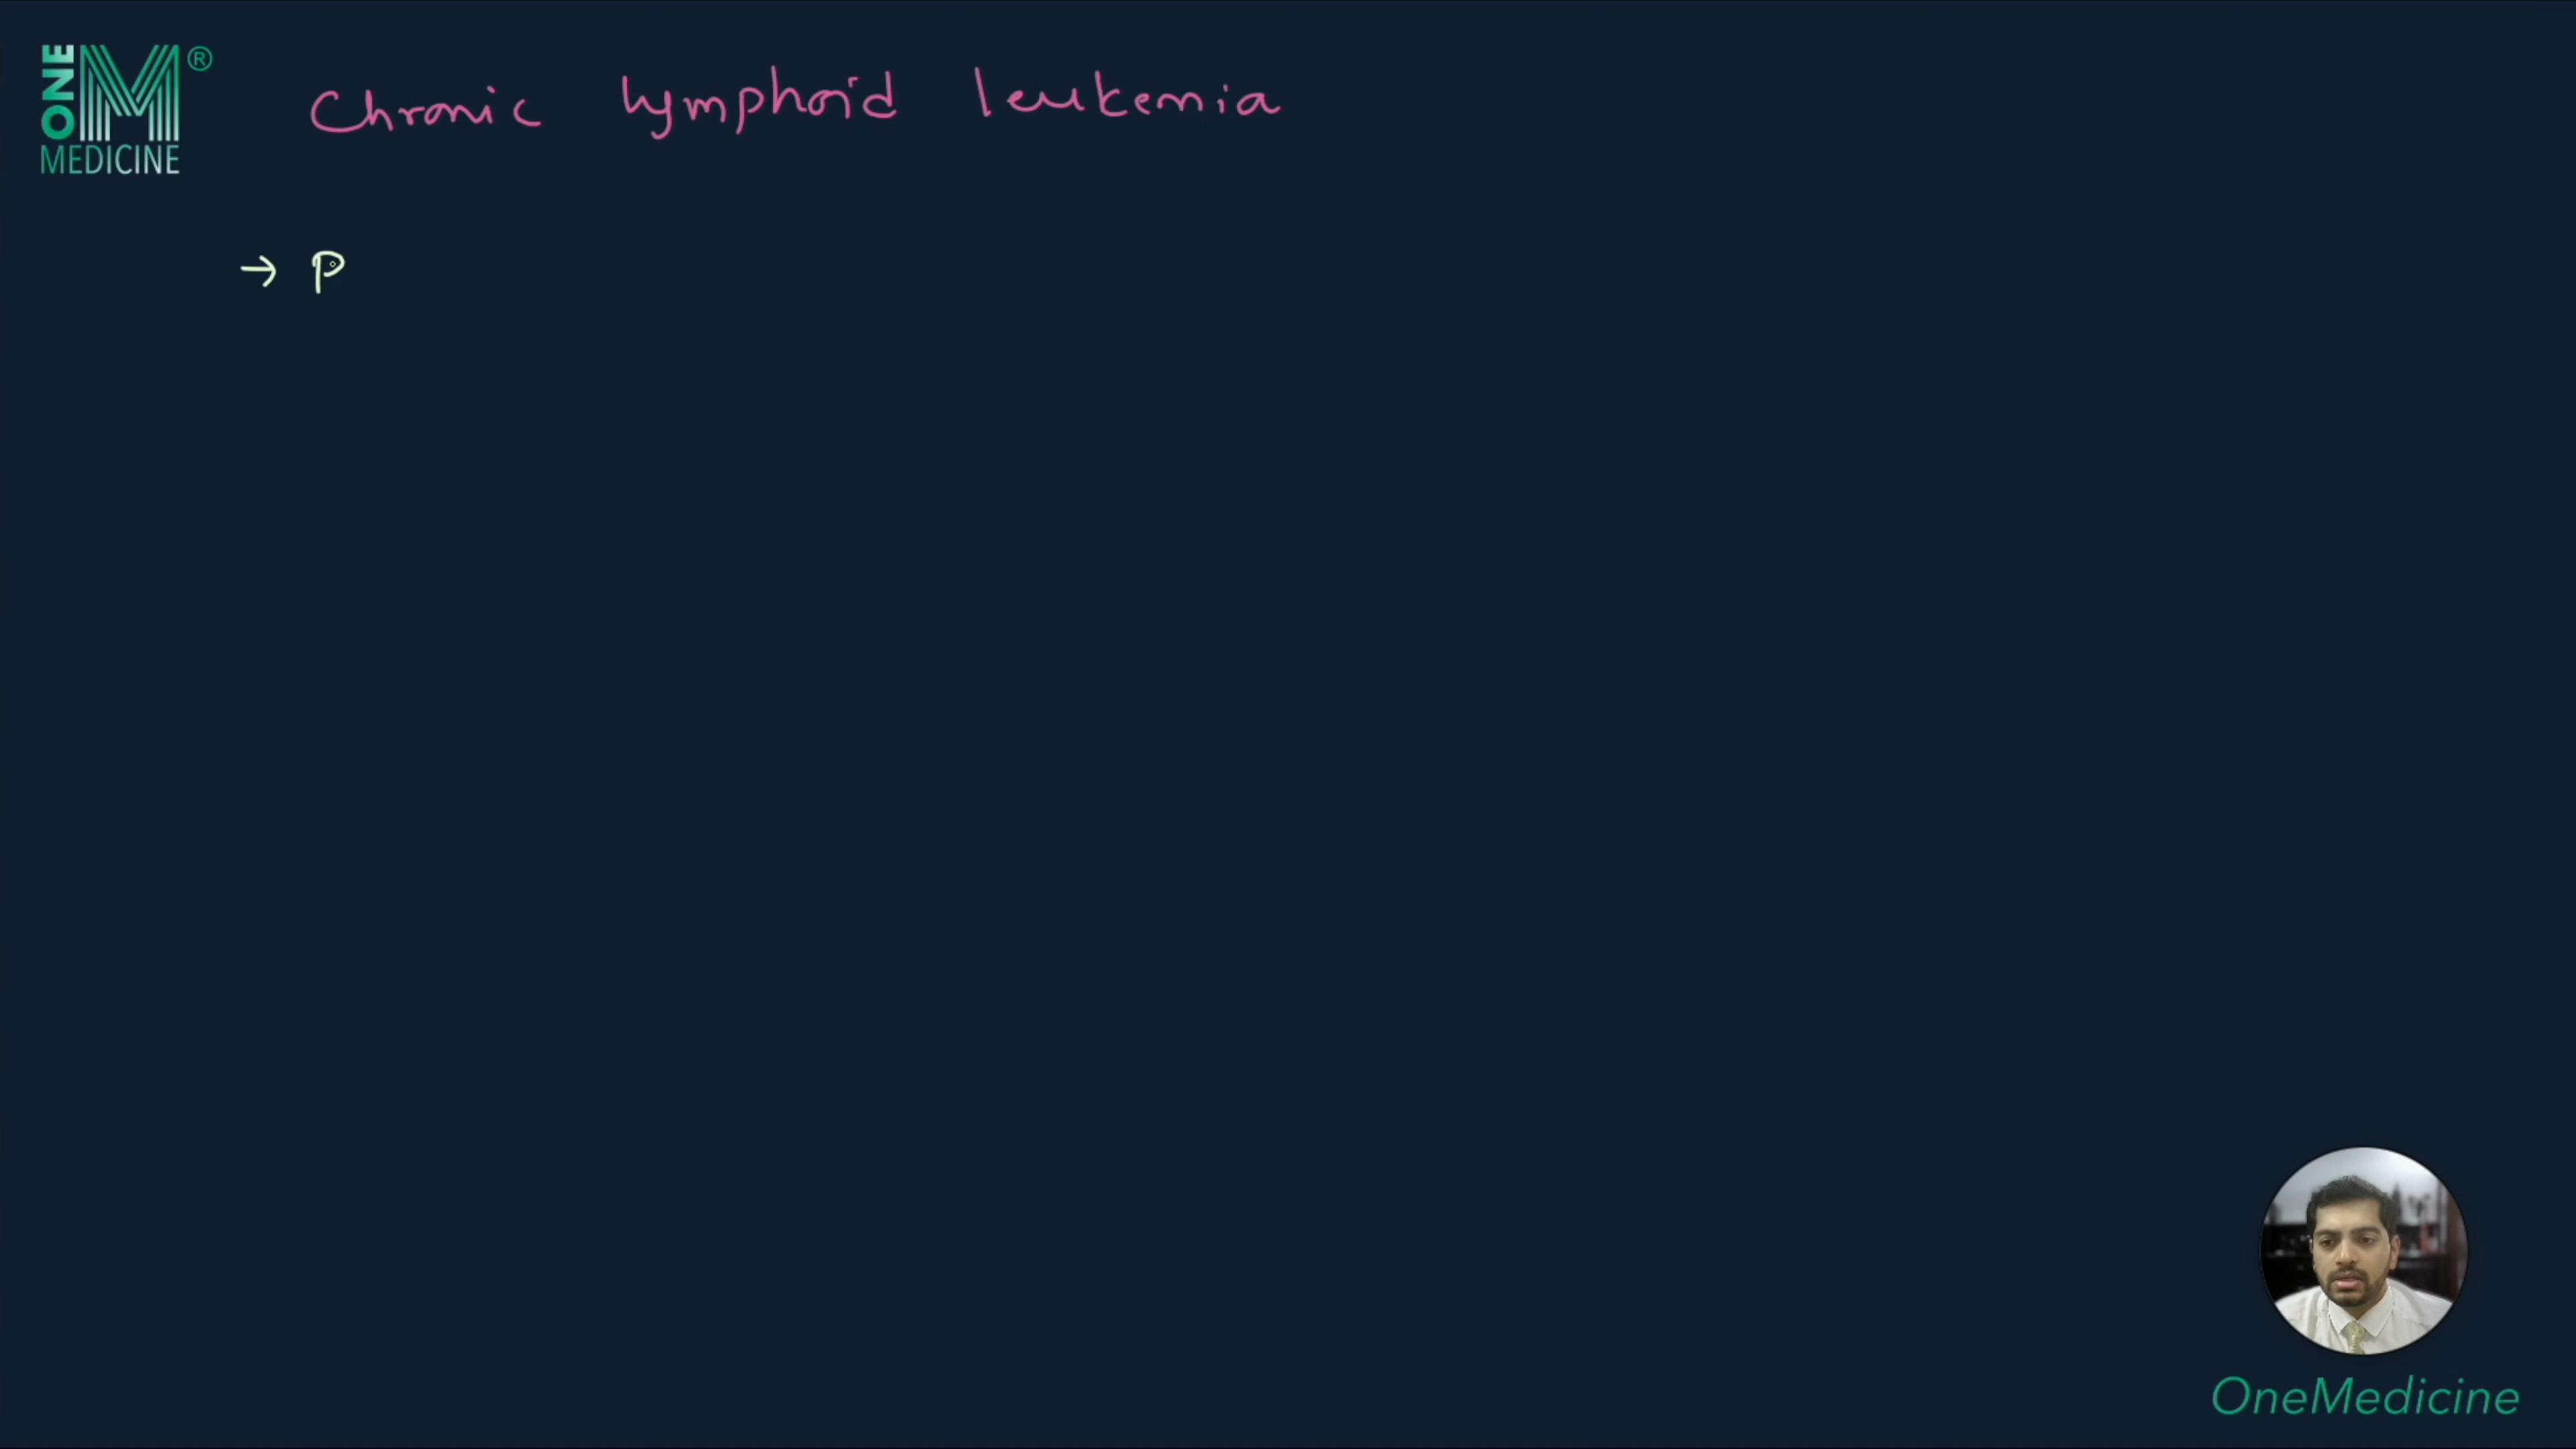 ONE M ®
MEDICINE
Chronic lymphoid leukemia
→ P
OneMedicine